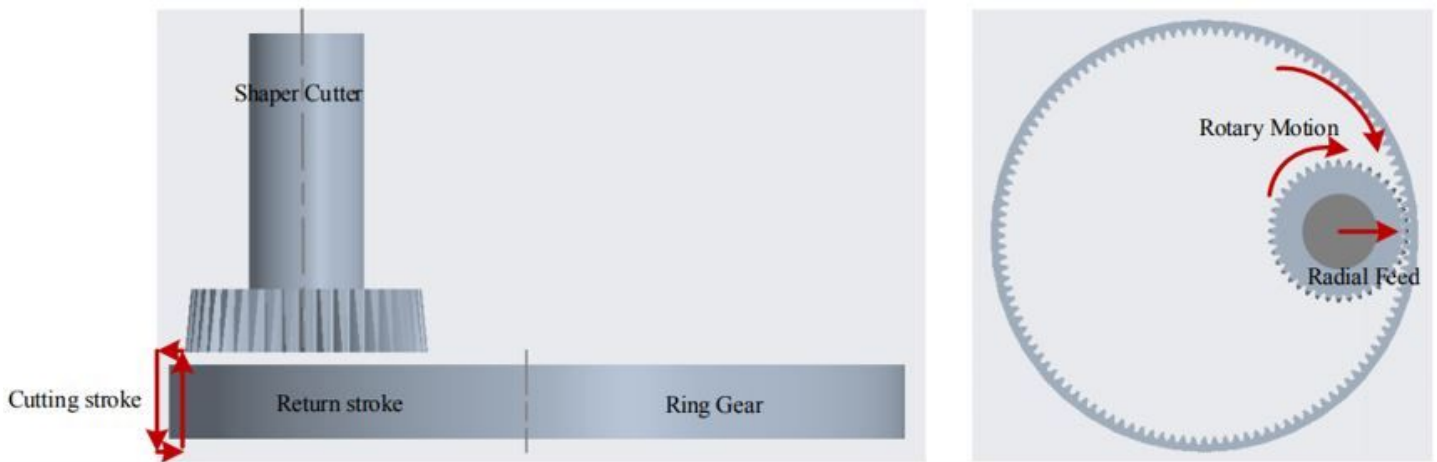 Shaper Cutter
Cutting stroke
Return stroke
Ring Gear
Rotary Motion
Radial Feed